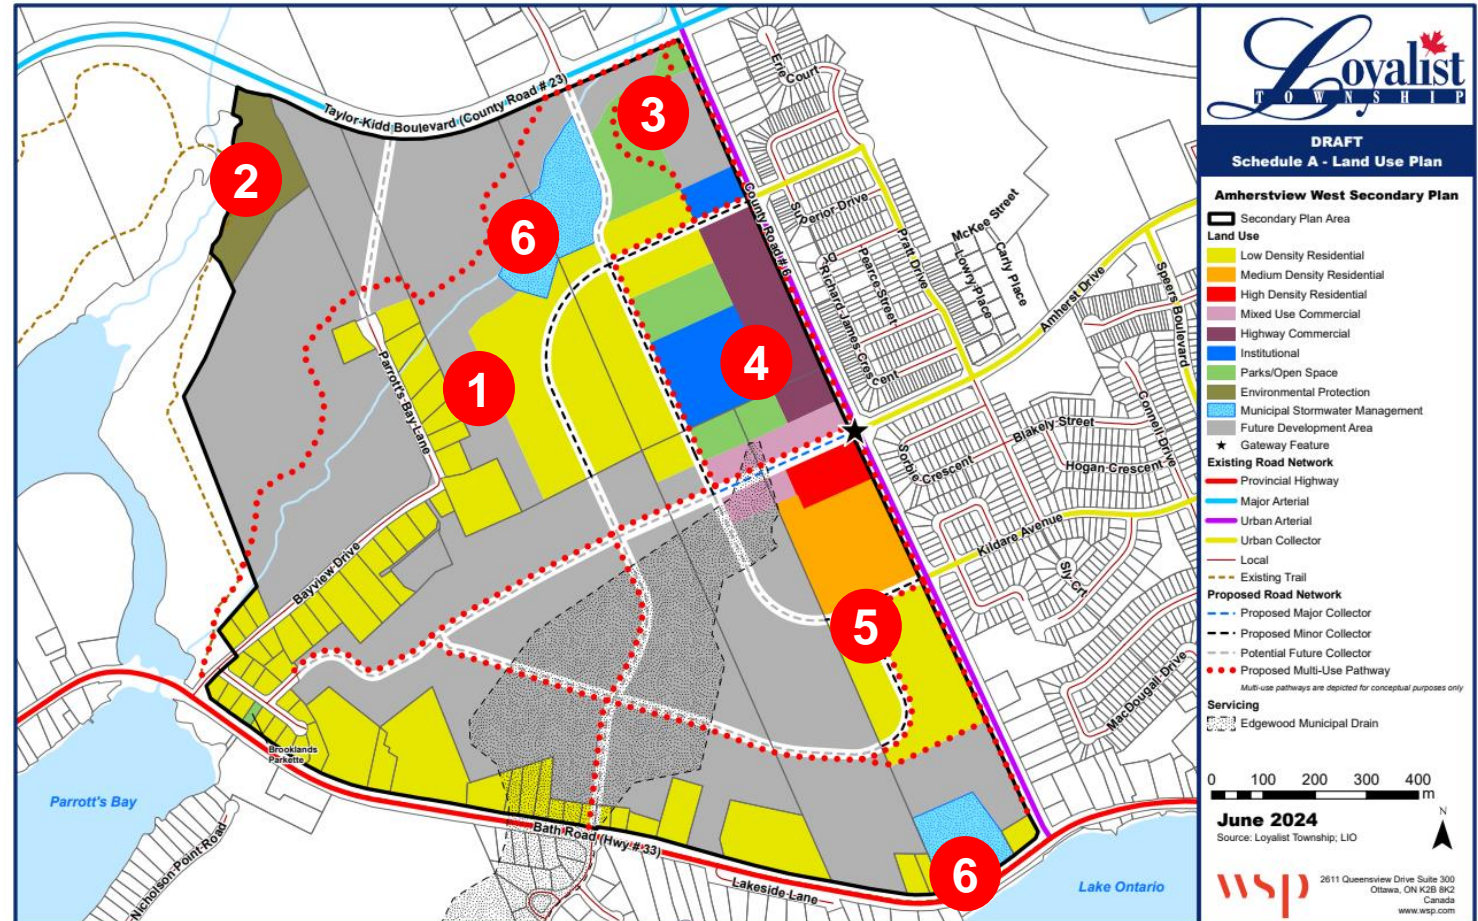 Loyalist
TOWNSHIP
DRAFT
Schedule A - Land Use Plan
Amherstview West Secondary Plan
Secondary Plan Area
Land Use
Low Density Residential
Medium Density Residential
High Density Residential
Mixed Use Commercial
Highway Commercial
Institutional
Parks/Open Space
Environmental Protection
Municipal Stormwater Management
Future Development Area
Gateway Feature
Existing Road Network
Provincial Highway
Major Arterial
Urban Arterial
Urban Collector
Local
Existing Trail
Proposed Road Network
Proposed Major Collector
Proposed Minor Collector
Potential Future Collector
Proposed Multi-Use Pathway
Multi-use pathways are depicted for conceptual purposes only
Servicing
Edgewood Municipal Drain
0 100 200 300 400
m
N
June 2024
Source: Loyalist Township; LIO
wsp
2611 Queensview Drive Suite 300
Ottawa, ON K2B 8K2
Canada
www.wsp.com
Taylor-Kidd Boulevard (County Road # 23)
Erie Court
3
2
6
County Road # 6
Superior Drive
McKee Street
Lowry Place
Carly Place
Pratt Drive
Pearce Street
Richard James Crescent
Dr
Amherst Drive
Speers Boulevard
4
1
Parrott's Bay Lane
Connell Drive
Blakely Street
Hogan Crescent
Sorbie Crescent
Kildare Avenue
Sly Crt
Bayview Drive
5
MacDougall Drive
Brooklands
Parkette
Parrott's Bay
Nicholson Point Road
Bath Road (Hwy # 33)
6
Lakeside Lane
Lake Ontario